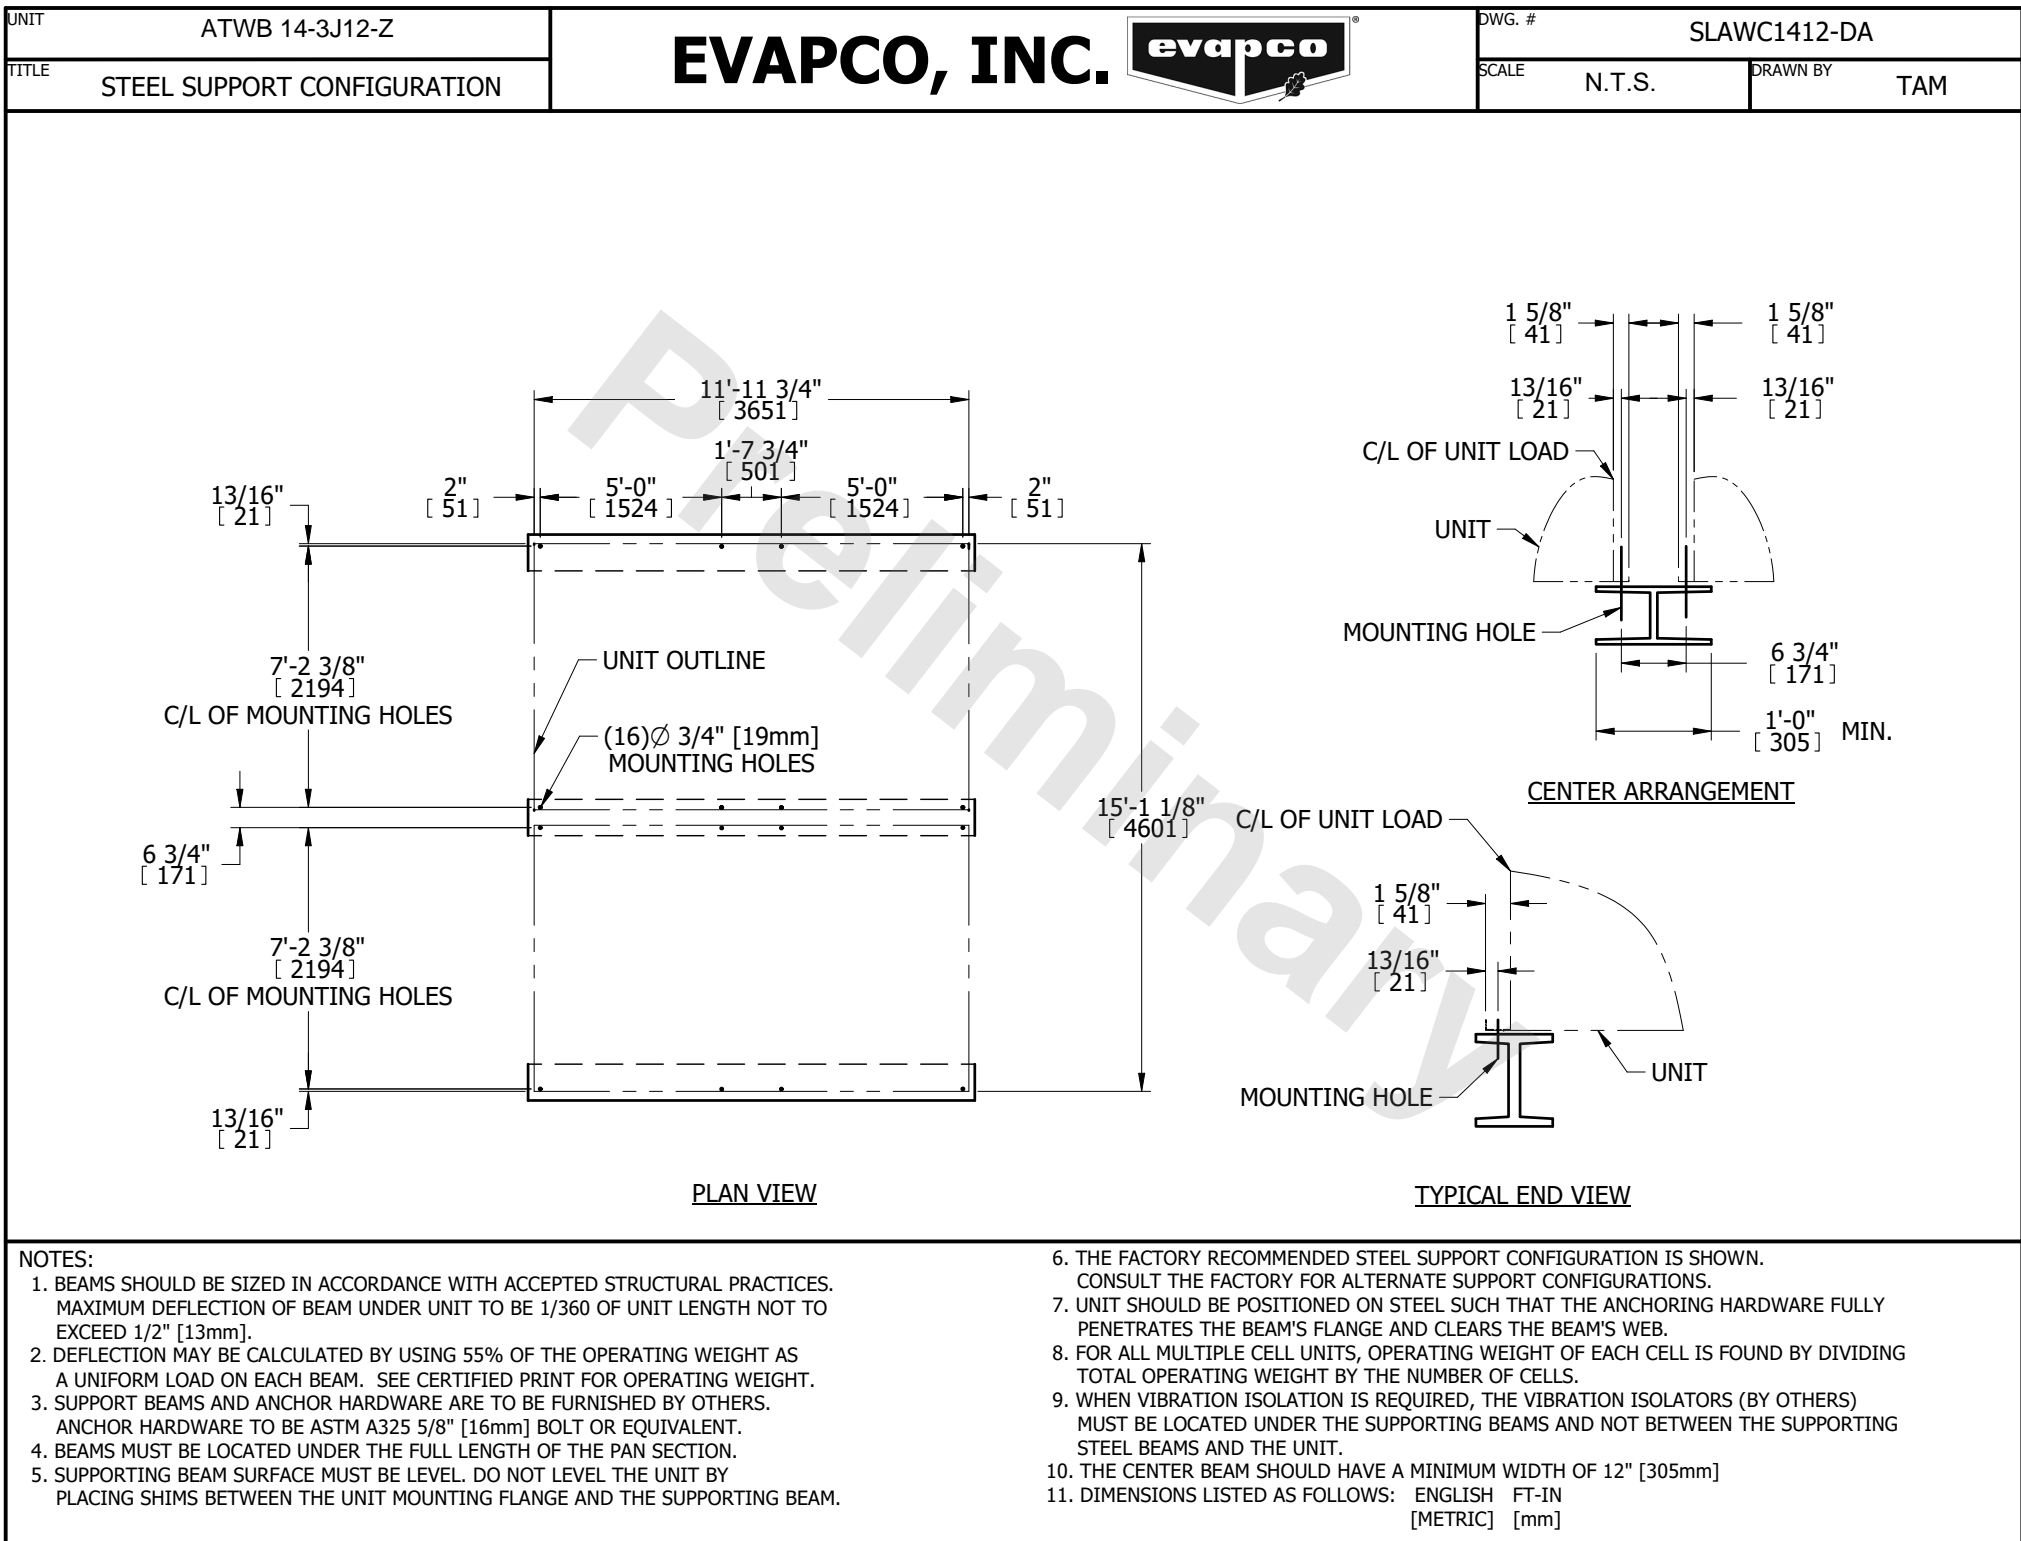 UNIT
ATWB 14-3J12-Z
TITLE
STEEL SUPPORT CONFIGURATION
EVAPCO, INC.
evapco
®
DWG. #
SLAWC1412-DA
SCALE
N.T.S.
DRAWN BY
TAM
Preliminary
11'-11 3/4"
[ 3651]
1'-7 3/4"
[ 501 ]
13/16"
[ 21]
2"
[ 51]
5'-0"
[ 1524 ]
5'-0"
[ 1524]
2"
[ 51]
7'-2 3/8"
[ 2194]
C/L OF MOUNTING HOLES
UNIT OUTLINE
(16)∅ 3/4" [19mm]
MOUNTING HOLES
15'-1 1/8"
[ 4601]
6 3/4"
[ 171]
7'-2 3/8"
[ 2194]
C/L OF MOUNTING HOLES
13/16"
[ 21]
PLAN VIEW
1 5/8"
[ 41]
1 5/8"
[ 41]
13/16"
[ 21]
13/16"
[ 21]
C/L OF UNIT LOAD
UNIT
MOUNTING HOLE
6 3/4"
[ 171]
1'-0"
[ 305]
MIN.
CENTER ARRANGEMENT
C/L OF UNIT LOAD
1 5/8"
[ 41]
13/16"
[ 21]
UNIT
MOUNTING HOLE
TYPICAL END VIEW
NOTES:
1. BEAMS SHOULD BE SIZED IN ACCORDANCE WITH ACCEPTED STRUCTURAL PRACTICES.
MAXIMUM DEFLECTION OF BEAM UNDER UNIT TO BE 1/360 OF UNIT LENGTH NOT TO
EXCEED 1/2" [13mm].
2. DEFLECTION MAY BE CALCULATED BY USING 55% OF THE OPERATING WEIGHT AS
A UNIFORM LOAD ON EACH BEAM. SEE CERTIFIED PRINT FOR OPERATING WEIGHT.
3. SUPPORT BEAMS AND ANCHOR HARDWARE ARE TO BE FURNISHED BY OTHERS.
ANCHOR HARDWARE TO BE ASTM A325 5/8" [16mm] BOLT OR EQUIVALENT.
4. BEAMS MUST BE LOCATED UNDER THE FULL LENGTH OF THE PAN SECTION.
5. SUPPORTING BEAM SURFACE MUST BE LEVEL. DO NOT LEVEL THE UNIT BY
PLACING SHIMS BETWEEN THE UNIT MOUNTING FLANGE AND THE SUPPORTING BEAM.
6. THE FACTORY RECOMMENDED STEEL SUPPORT CONFIGURATION IS SHOWN.
CONSULT THE FACTORY FOR ALTERNATE SUPPORT CONFIGURATIONS.
7. UNIT SHOULD BE POSITIONED ON STEEL SUCH THAT THE ANCHORING HARDWARE FULLY
PENETRATES THE BEAM'S FLANGE AND CLEARS THE BEAM'S WEB.
8. FOR ALL MULTIPLE CELL UNITS, OPERATING WEIGHT OF EACH CELL IS FOUND BY DIVIDING
TOTAL OPERATING WEIGHT BY THE NUMBER OF CELLS.
9. WHEN VIBRATION ISOLATION IS REQUIRED, THE VIBRATION ISOLATORS (BY OTHERS)
MUST BE LOCATED UNDER THE SUPPORTING BEAMS AND NOT BETWEEN THE SUPPORTING
STEEL BEAMS AND THE UNIT.
10. THE CENTER BEAM SHOULD HAVE A MINIMUM WIDTH OF 12" [305mm]
11. DIMENSIONS LISTED AS FOLLOWS: ENGLISH FT-IN
[METRIC] [mm]